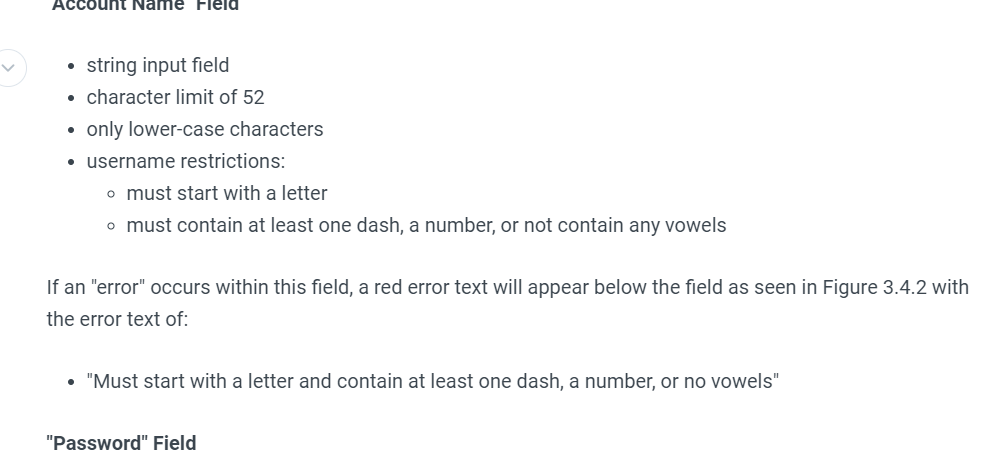 "Account Name" Field
string input field
character limit of 52
only lower-case characters
username restrictions:
must start with a letter
must contain at least one dash, a number, or not contain any vowels
If an "error" occurs within this field, a red error text will appear below the field as seen in Figure 3.4.2 with
the error text of:
"Must start with a letter and contain at least one dash, a number, or no vowels"
"Password" Field